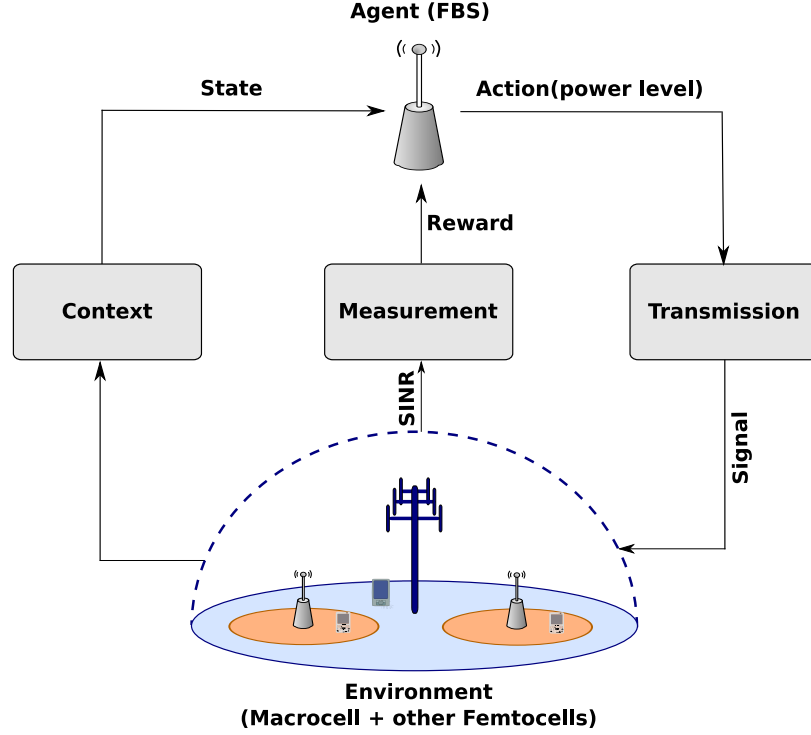 Agent (FBS)
State
Action(power level)
Reward
Context
Measurement
Transmission
SINR
Signal
Environment
(Macrocell + other Femtocells)